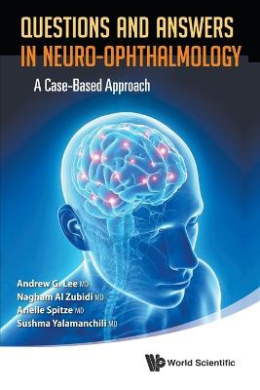 QUESTIONS AND ANSWERS
IN NEURO-OPHTHALMOLOGY
A Case-Based Approach
Andrew G. Lee MD
Nagham Al Zubidi MD
Arielle Spitze MD
Sushma Yalamanchili MD
World Scientific